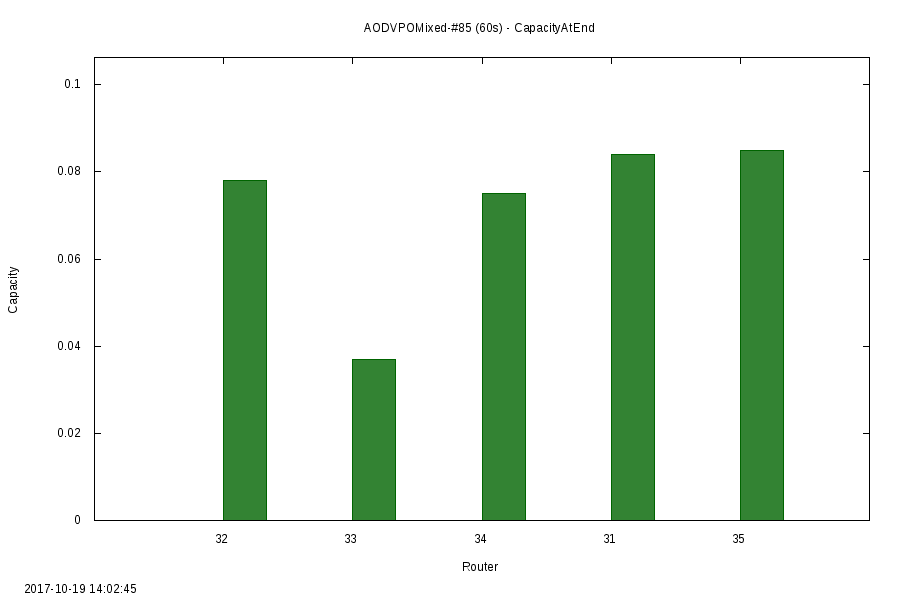 AODVPOMixed-#85 (60s) - CapacityAtEnd
0.1
0.08
0.06
0.04
0.02
0
Capacity
32 33 34 31 35
Router
2017-10-19 14:02:45